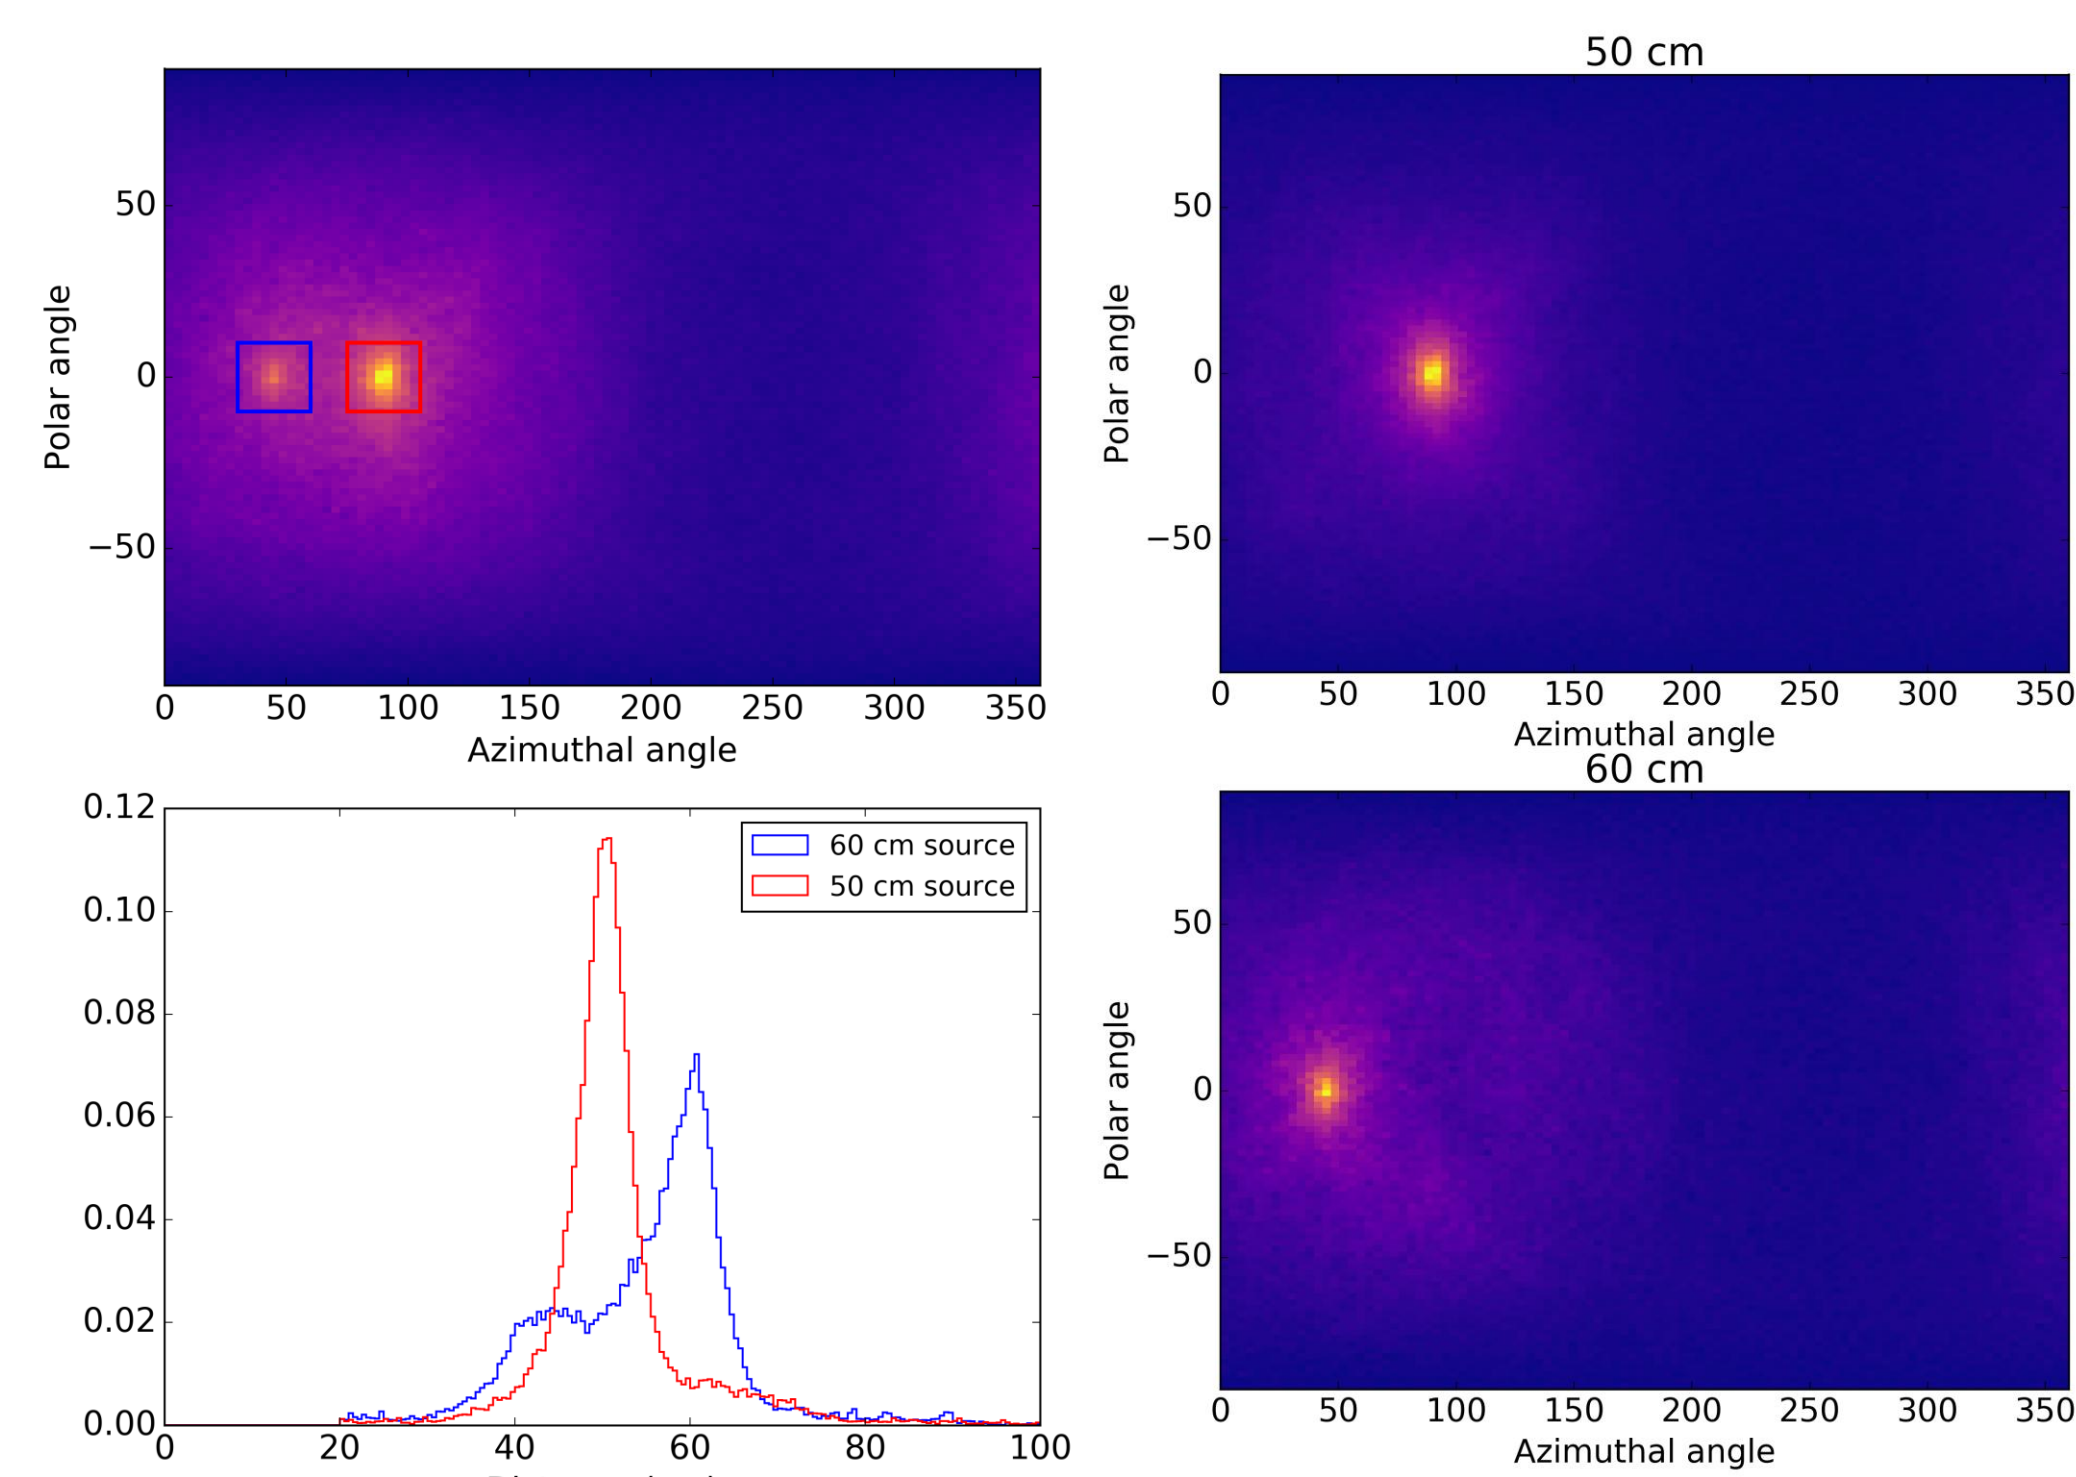 50
0
−50
Polar angle
0 50 100 150 200 250 300 350
Azimuthal angle
50 cm
50
0
−50
Polar angle
0 50 100 150 200 250 300 350
Azimuthal angle
0.12
0.10
0.08
0.06
0.04
0.02
0.00
60 cm source
50 cm source
0 20 40 60 80 100
60 cm
50
0
−50
Polar angle
0 50 100 150 200 250 300 350
Azimuthal angle